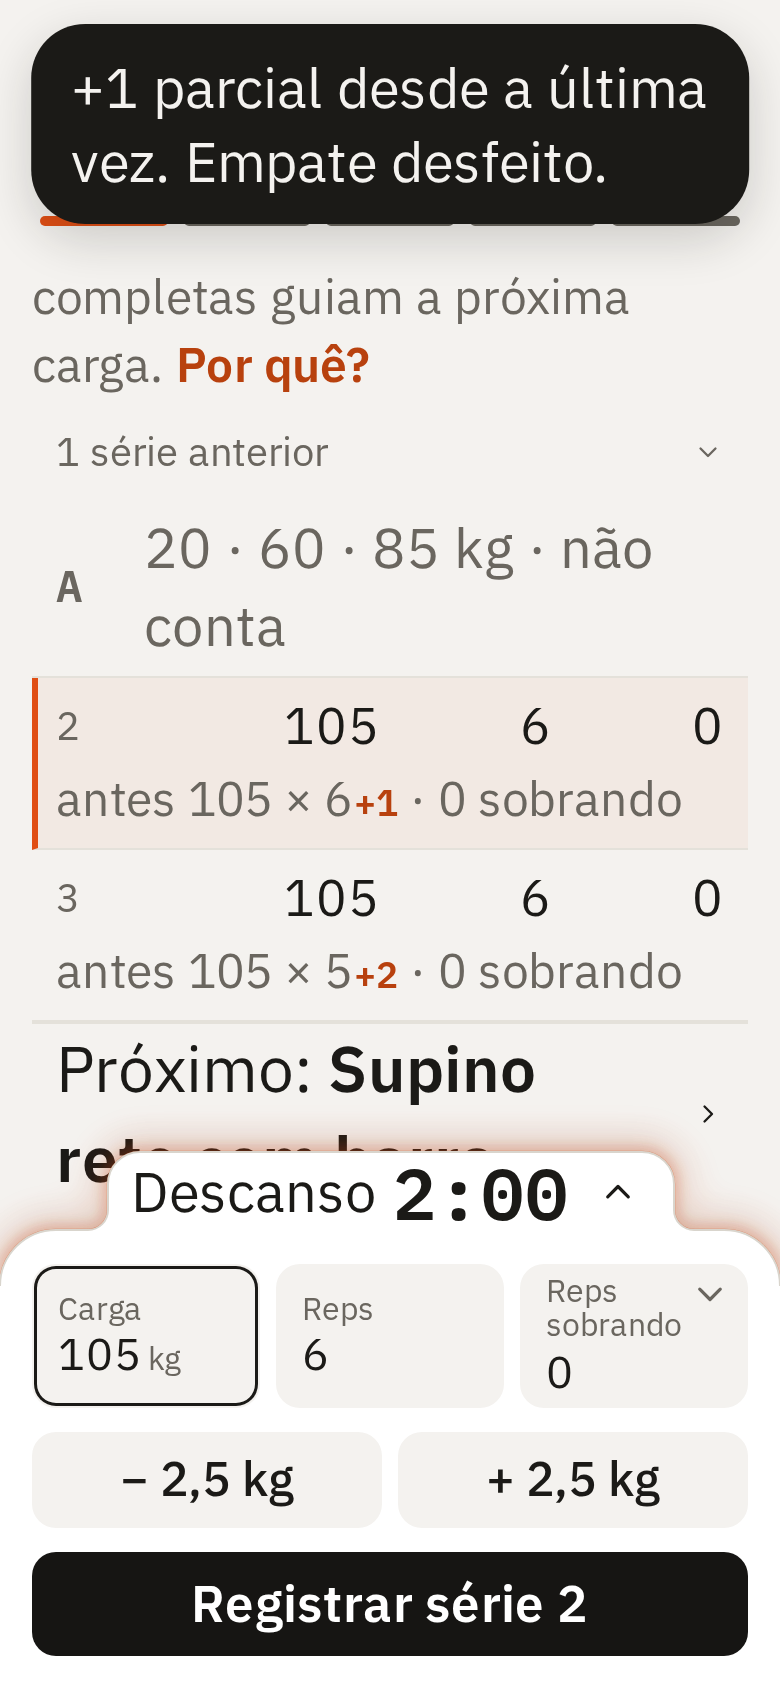 +1 parcial desde a última
vez. Empate desfeito.
completas guiam a próxima
carga. Por quê?
1 série anterior
A
20 · 60 · 85 kg · não
conta
2 105 6 0
antes 105 × 6+1 · 0 sobrando
3 105 6 0
antes 105 × 5+2 · 0 sobrando
Próximo: Supino
Descanso 2:00
Carga
105 kg
Reps
6
Reps
sobrando
0
− 2,5 kg
+ 2,5 kg
Registrar série 2